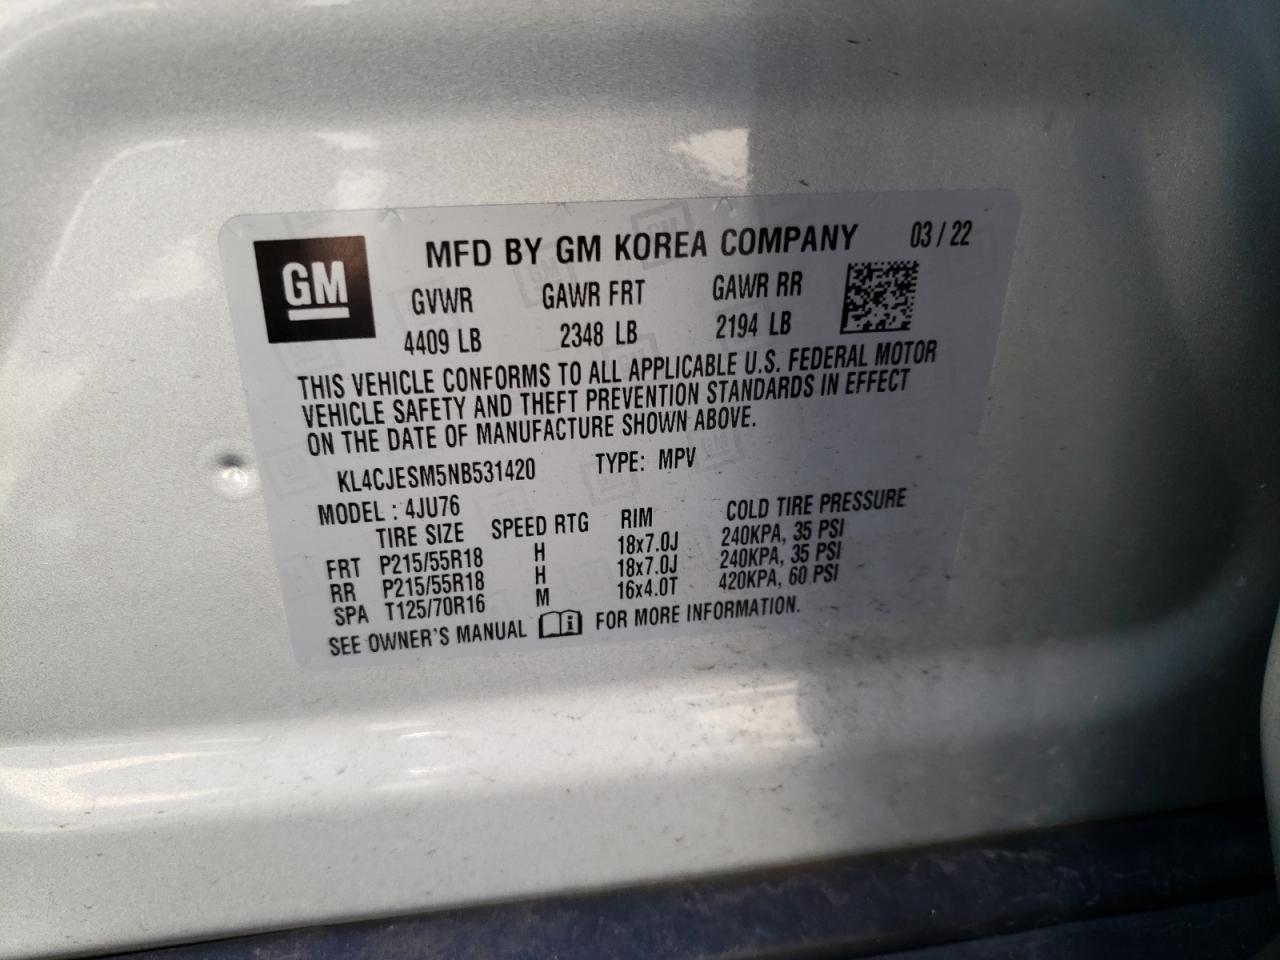 GM
MFD BY GM KOREA COMPANY 03 / 22
GVWR GAWR FRT GAWR RR
4409 LB 2348 LB 2194 LB
THIS VEHICLE CONFORMS TO ALL APPLICABLE U.S. FEDERAL MOTOR
VEHICLE SAFETY AND THEFT PREVENTION STANDARDS IN EFFECT
ON THE DATE OF MANUFACTURE SHOWN ABOVE.
KL4CJESM5NB531420 TYPE: MPV
MODEL : 4JU76
TIRE SIZE SPEED RTG RIM COLD TIRE PRESSURE
FRT P215/55R18 H 18x7.0J 240KPA, 35 PSI
RR P215/55R18 H 18x7.0J 240KPA, 35 PSI
SPA T125/70R16 M 16x4.0T 420KPA, 60 PSI
SEE OWNER'S MANUAL i FOR MORE INFORMATION.